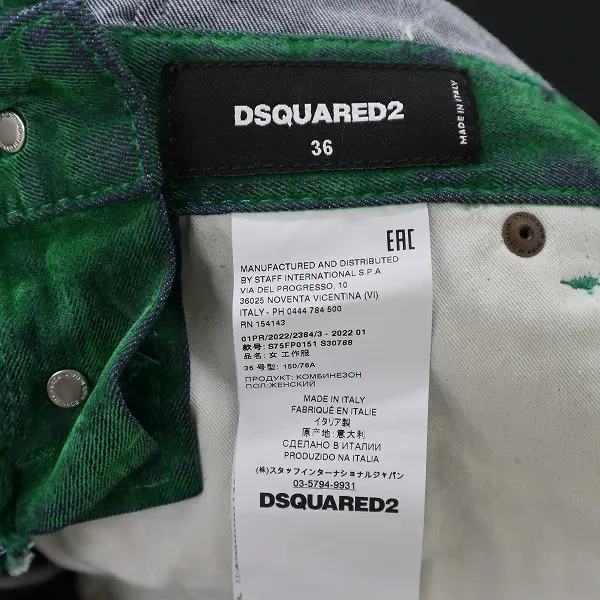 DSQUARED2
36
MADE IN ITALY
EAC
MANUFACTURED AND DISTRIBUTED
BY STAFF INTERNATIONAL S.P.A.
VIA DEL PROGRESSO, 10
36025 NOVENTA VICENTINA (VI)
ITALY - PH 0444 784 500
RN 154143
01PR/2022/2384/3 - 2022 01
款号: S75FP0151 S30788
品名: 女 工作服
36 号型: 150/76A
ПРОДУКТ: КОМБИНЕЗОН
ПОЛ:ЖЕНСКИЙ
MADE IN ITALY
FABRIQUÉ EN ITALIE
イタリア製
原产地: 意大利
СДЕЛАНО В ИТАЛИИ
PRODUZIDO NA ITALIA
(株)スタッフインターナショナルジャパン
03-5794-9931
DSQUARED2